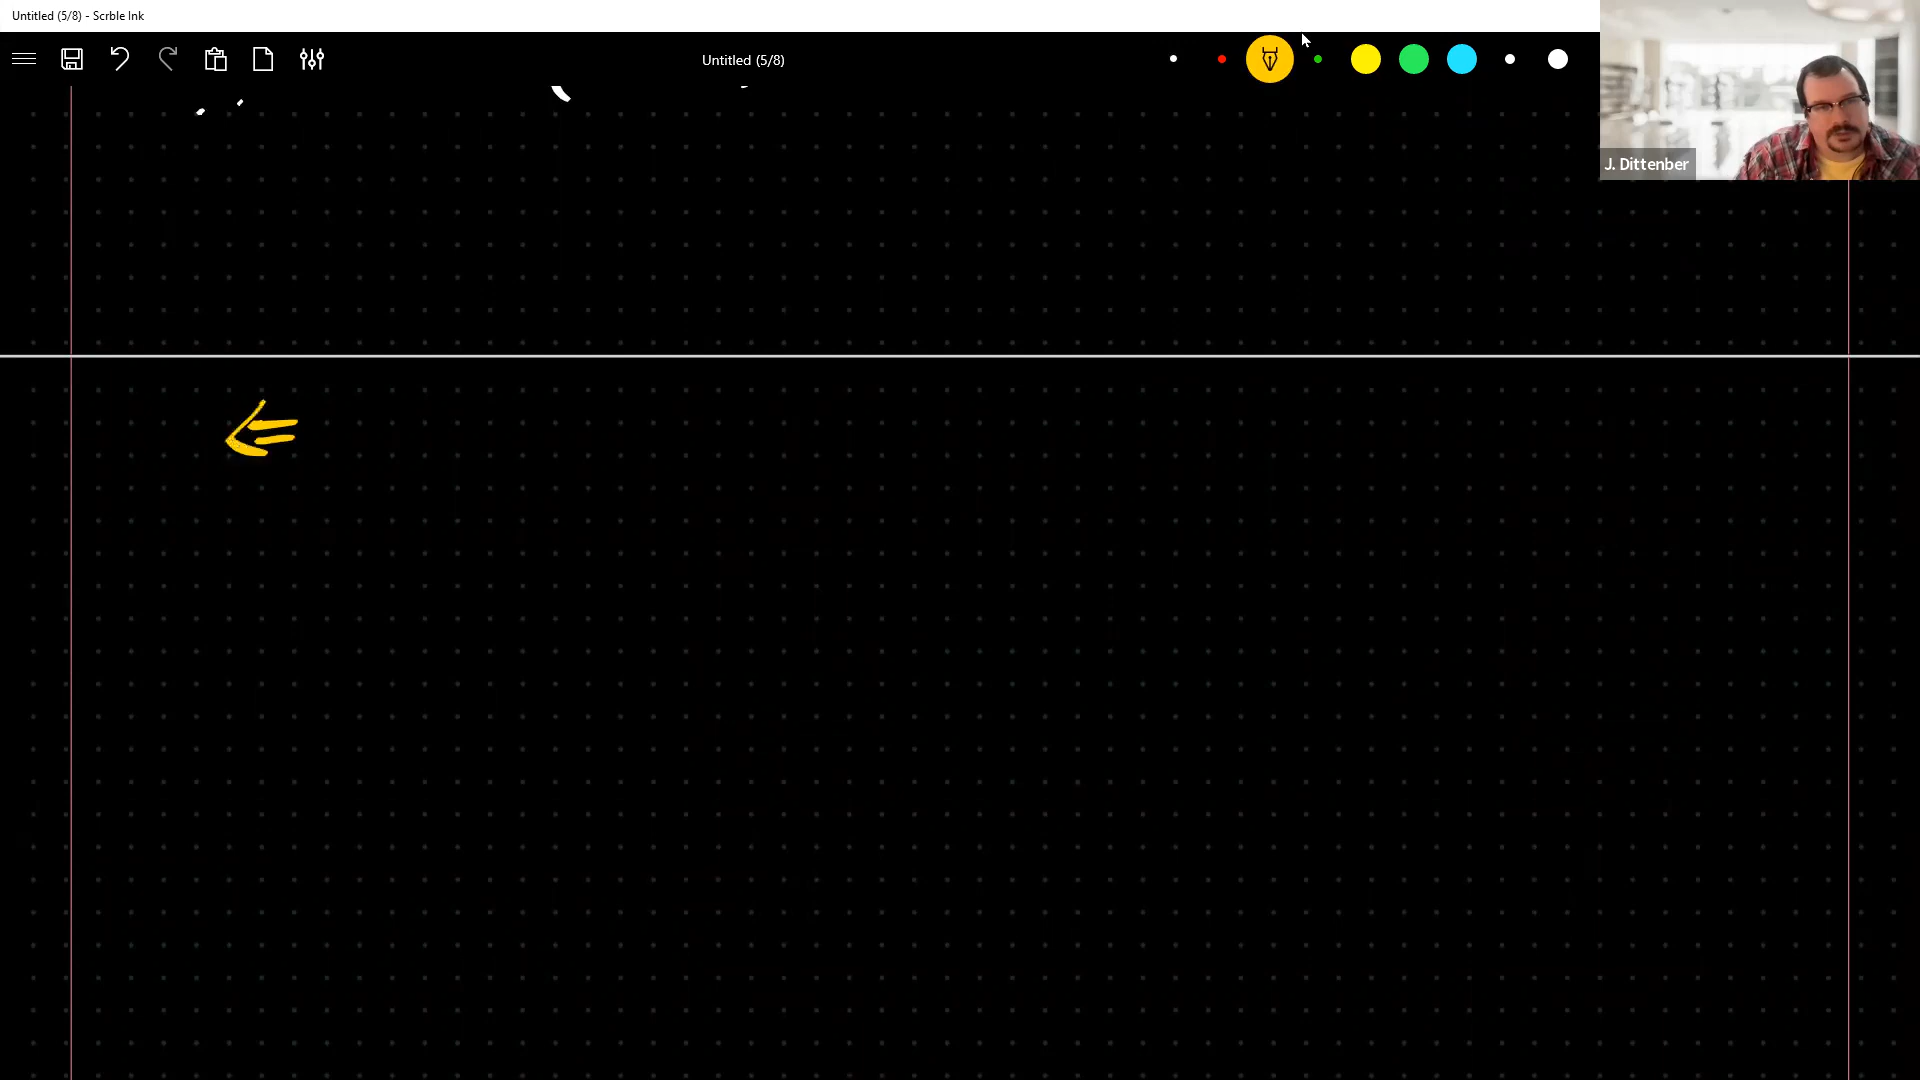 Untitled (5/8) - Scrble Ink
Untitled (5/8)
J. Dittenber
⇐